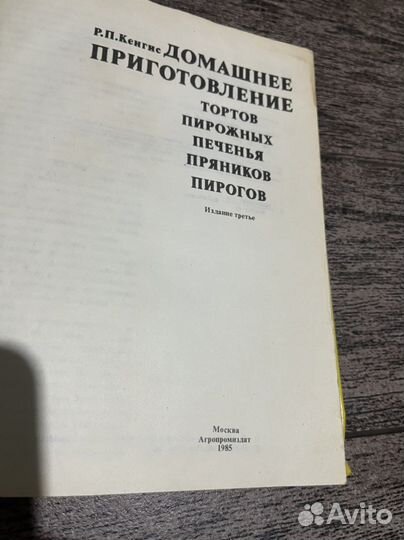 Р.П.Кенгис ДОМАШНЕЕ
ПРИГОТОВЛЕНИЕ
ТОРТОВ
ПИРОЖНЫХ
ПЕЧЕНЬЯ
ПРЯНИКОВ
ПИРОГОВ
Издание третье
Москва
Агропромиздат
1985
Avito